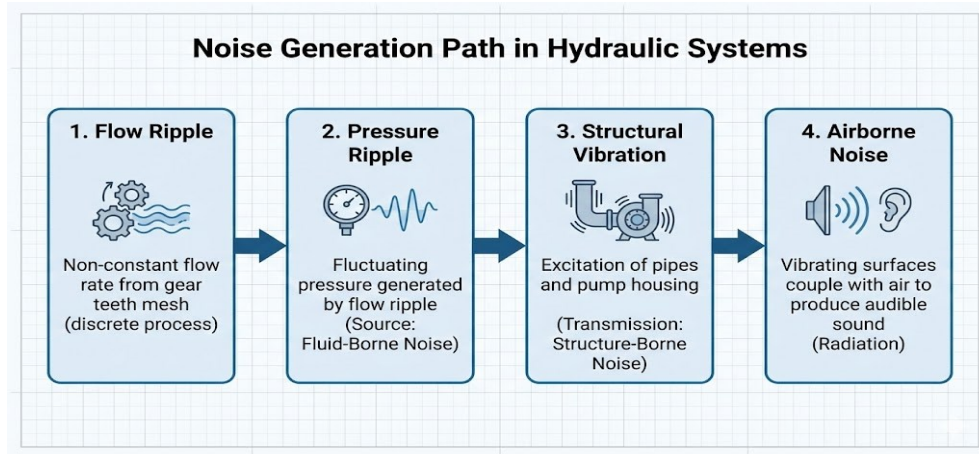 Noise Generation Path in Hydraulic Systems
1. Flow Ripple
Non-constant flow
rate from gear
teeth mesh
(discrete process)
2. Pressure
Ripple
Fluctuating
pressure generated
by flow ripple
(Source:
Fluid-Borne Noise)
3. Structural
Vibration
Excitation of pipes
and pump housing
(Transmission:
Structure-Borne
Noise)
4. Airborne
Noise
Vibrating surfaces
couple with air to
produce audible
sound
(Radiation)